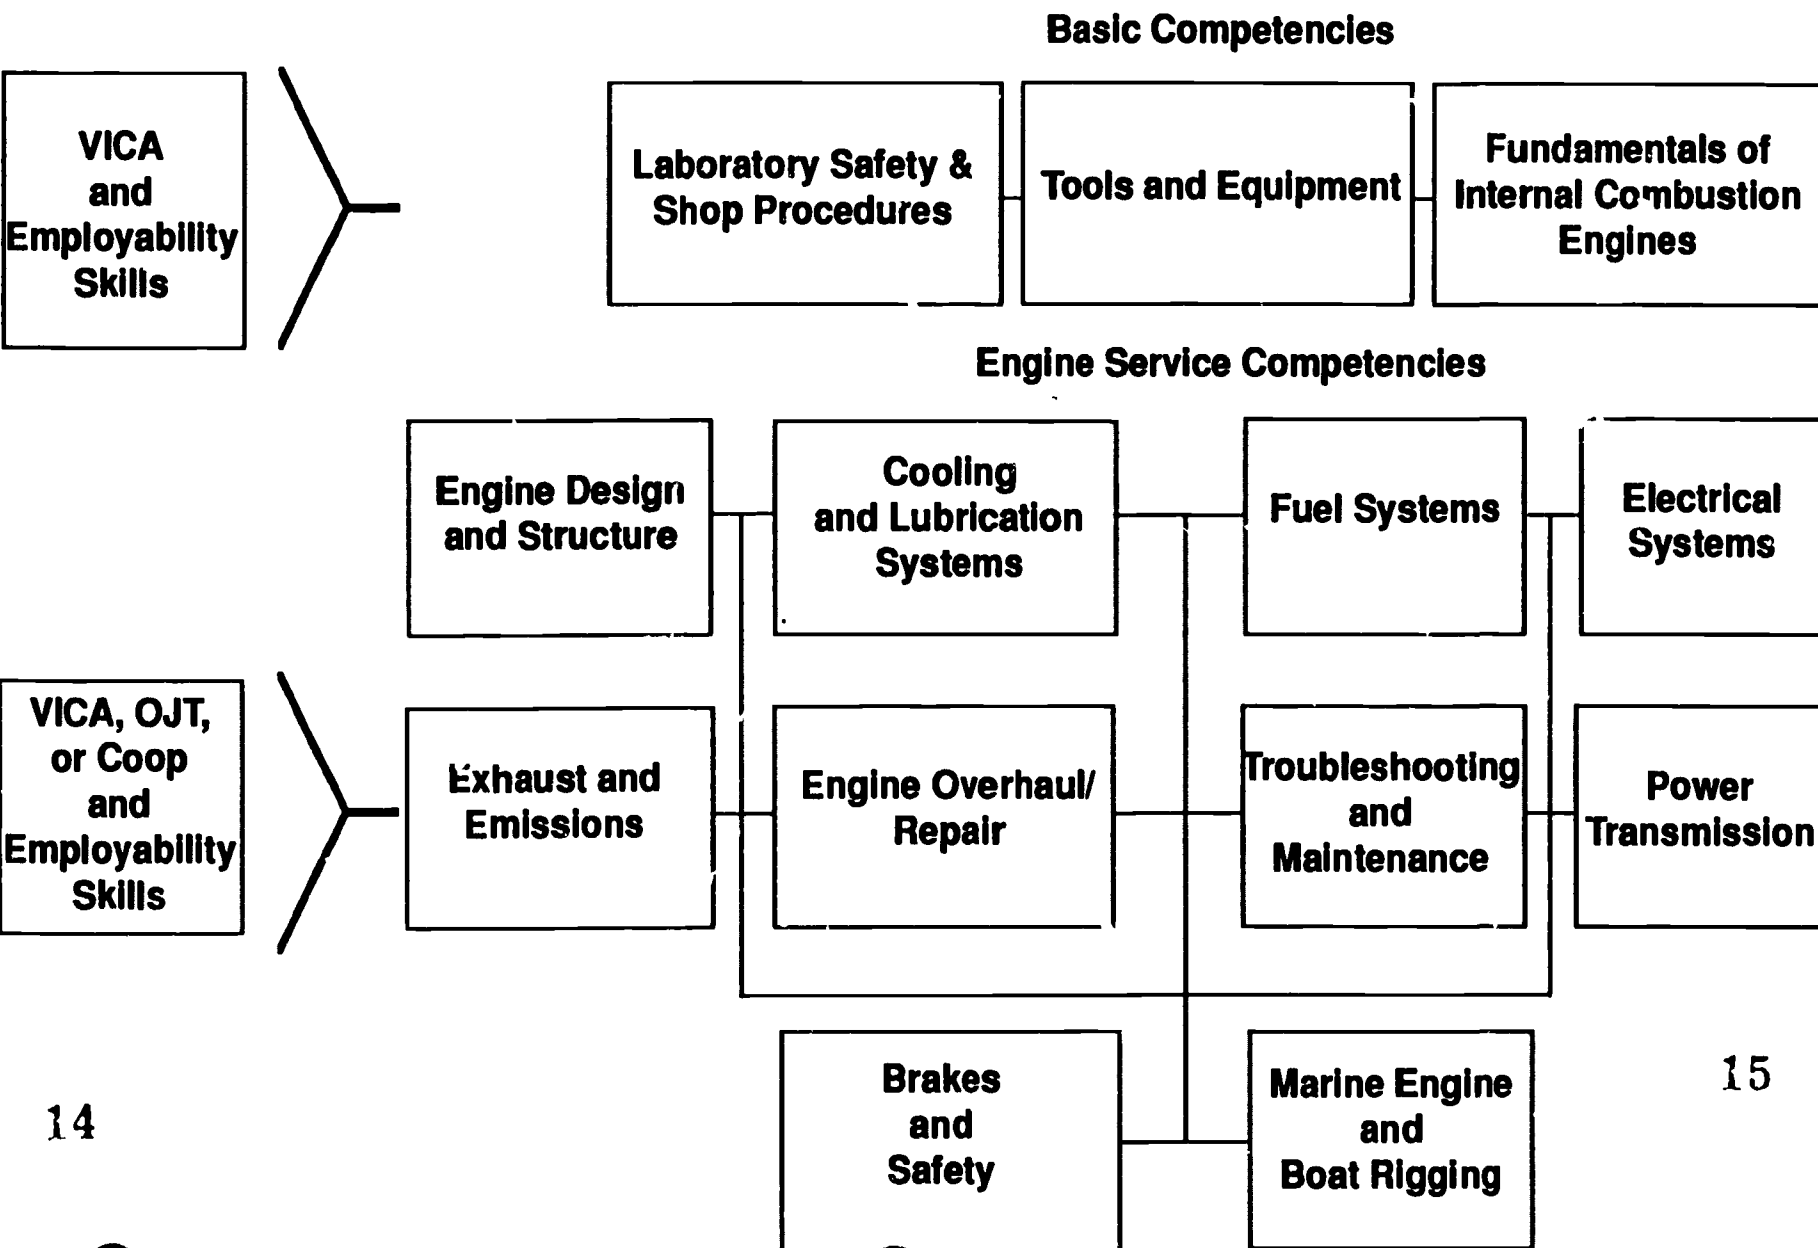 Basic Competencies
VICA
and
Employability
Skills
Laboratory Safety &
Shop Procedures
Tools and Equipment
Fundamentals of
Internal Combustion
Engines
Engine Service Competencies
Engine Design
and Structure
Cooling
and Lubrication
Systems
Fuel Systems
Electrical
Systems
VICA, OJT,
or Coop
and
Employability
Skills
Exhaust and
Emissions
Engine Overhaul/
Repair
Troubleshooting
and
Maintenance
Power
Transmission
Brakes
and
Safety
Marine Engine
and
Boat Rigging
14
15